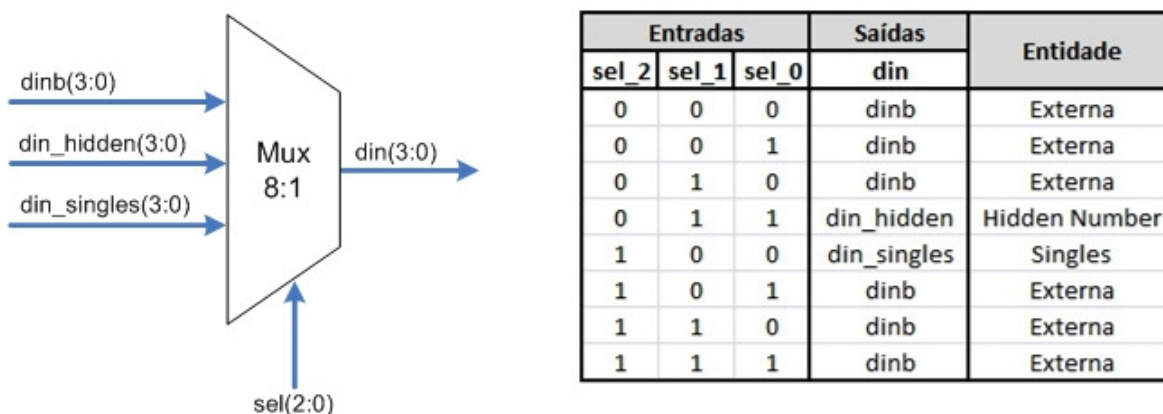 dinb(3:0)
din_hidden(3:0)
din_singles(3:0)
Mux
8:1
din(3:0)
sel(2:0)
Entradas Saídas Entidade
sel_2 sel_1 sel_0 din
0 0 0 dinb Externa
0 0 1 dinb Externa
0 1 0 dinb Externa
0 1 1 din_hidden Hidden Number
1 0 0 din_singles Singles
1 0 1 dinb Externa
1 1 0 dinb Externa
1 1 1 dinb Externa